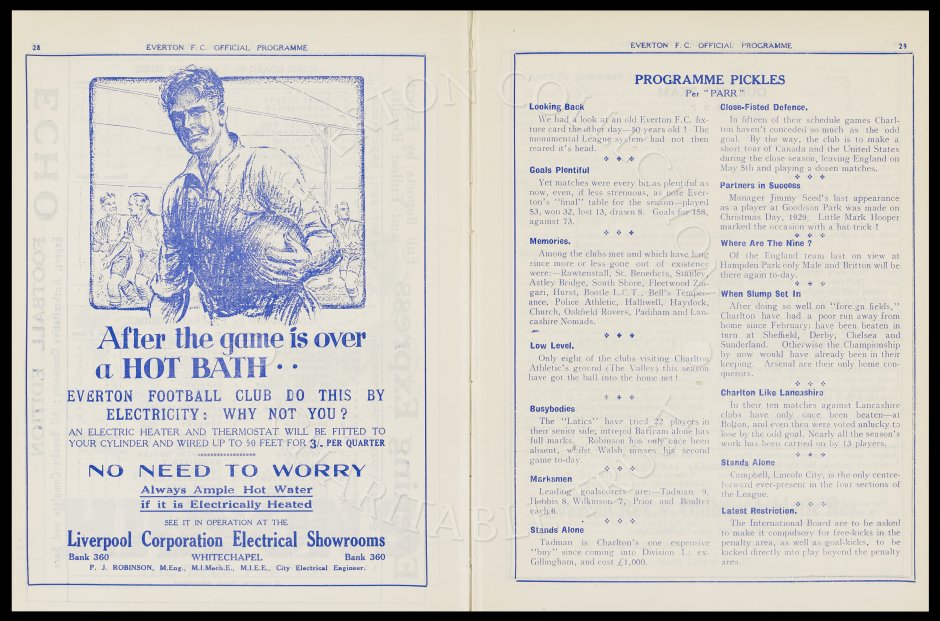 28
EVERTON F.C. OFFICIAL PROGRAMME
After the game is over
a HOT BATH . .
EVERTON FOOTBALL CLUB DO THIS BY
ELECTRICITY: WHY NOT YOU?
AN ELECTRIC HEATER AND THERMOSTAT WILL BE FITTED TO
YOUR CYLINDER AND WIRED UP TO 50 FEET FOR 3/- PER QUARTER
NO NEED TO WORRY
Always Ample Hot Water
if it is Electrically Heated
SEE IT IN OPERATION AT THE
Liverpool Corporation Electrical Showrooms
Bank 360 WHITECHAPEL Bank 360
P. J. ROBINSON, M.Eng., M.I.Mech.E., M.I.E.E., City Electrical Engineer.
EVERTON F.C. OFFICIAL PROGRAMME
29
PROGRAMME PICKLES
Per "PARR"
Looking Back
We had a look at an old Everton F.C. fix-
ture card the other day—50 years old! The
monumental League system had not then
reared it's head.
Goals Plentiful
Yet matches were every bit as plentiful as
now, even, if less strenuous, as note Ever-
ton's "final" table for the season—played
53, won 32, lost 13, drawn 8. Goals for 158,
against 73.
Memories.
Among the clubs met and which have long
since more or less gone out of existence
were:—Rawtenstall, St. Benedicts, Stanley,
Astley Bridge, South Shore, Fleetwood Zin-
gari, Hurst, Bootle L.C.T., Bell's Temper-
ance, Police Athletic, Halliwell, Haydock,
Church, Oakfield Rovers, Padiham and Lan-
cashire Nomads.
Low Level.
Only eight of the clubs visiting Charlton
Athletic's ground (The Valley) this season
have got the ball into the home net!
Busybodies
The "Latics" have tried 22 players in
their senior side; intrepd Bartram alone has
full marks. Robinson has only once been
absent, whilst Walsh misses his second
game to-day.
Marksmen
Leading goalscorers are:—Tadman 9,
Hobbis 8, Wilkinson 7, Prior and Boulter
each 6.
Stands Alone
Tadman is Charlton's one expensive
"buy" since coming into Division I.: ex-
Gillingham, and cost £1,000.
Close-Fisted Defence.
In fifteen of their schedule games Charl-
ton haven't conceded so much as the odd
goal. By the way, the club is to make a
short tour of Canada and the United States
during the close season, leaving England on
May 8th and playing a dozen matches.
Partners in Success
Manager Jimmy Seed's last appearance
as a player at Goodison Park was made on
Christmas Day, 1929. Little Mark Hooper
marked the occasion with a hat-trick!
Where Are The Nine?
Of the England team last on view at
Hampden Park only Male and Britton will be
there again to-day.
When Slump Set In
After doing so well on "foreign fields,"
Charlton have had a poor run away from
home since February: have been beaten in
turn at Sheffield, Derby, Chelsea and
Sunderland. Otherwise the Championship
by now would have already been in their
keeping. Arsenal are their only home con-
querors.
Charlton Like Lancashire
In their ten matches against Lancashire
clubs have only once been beaten—at
Bolton, and even then were voted unlucky to
lose by the odd goal. Nearly all the season's
work has been carried on by 13 players.
Stands Alone
Campbell, Lincoln City, is the only centre-
forward ever-present in the four sections of
the League.
Latest Restriction.
The International Board are to be asked
to make it compulsory for free-kicks in the
penalty area, as well as goal-kicks, to be
kicked directly into play beyond the penalty
area.